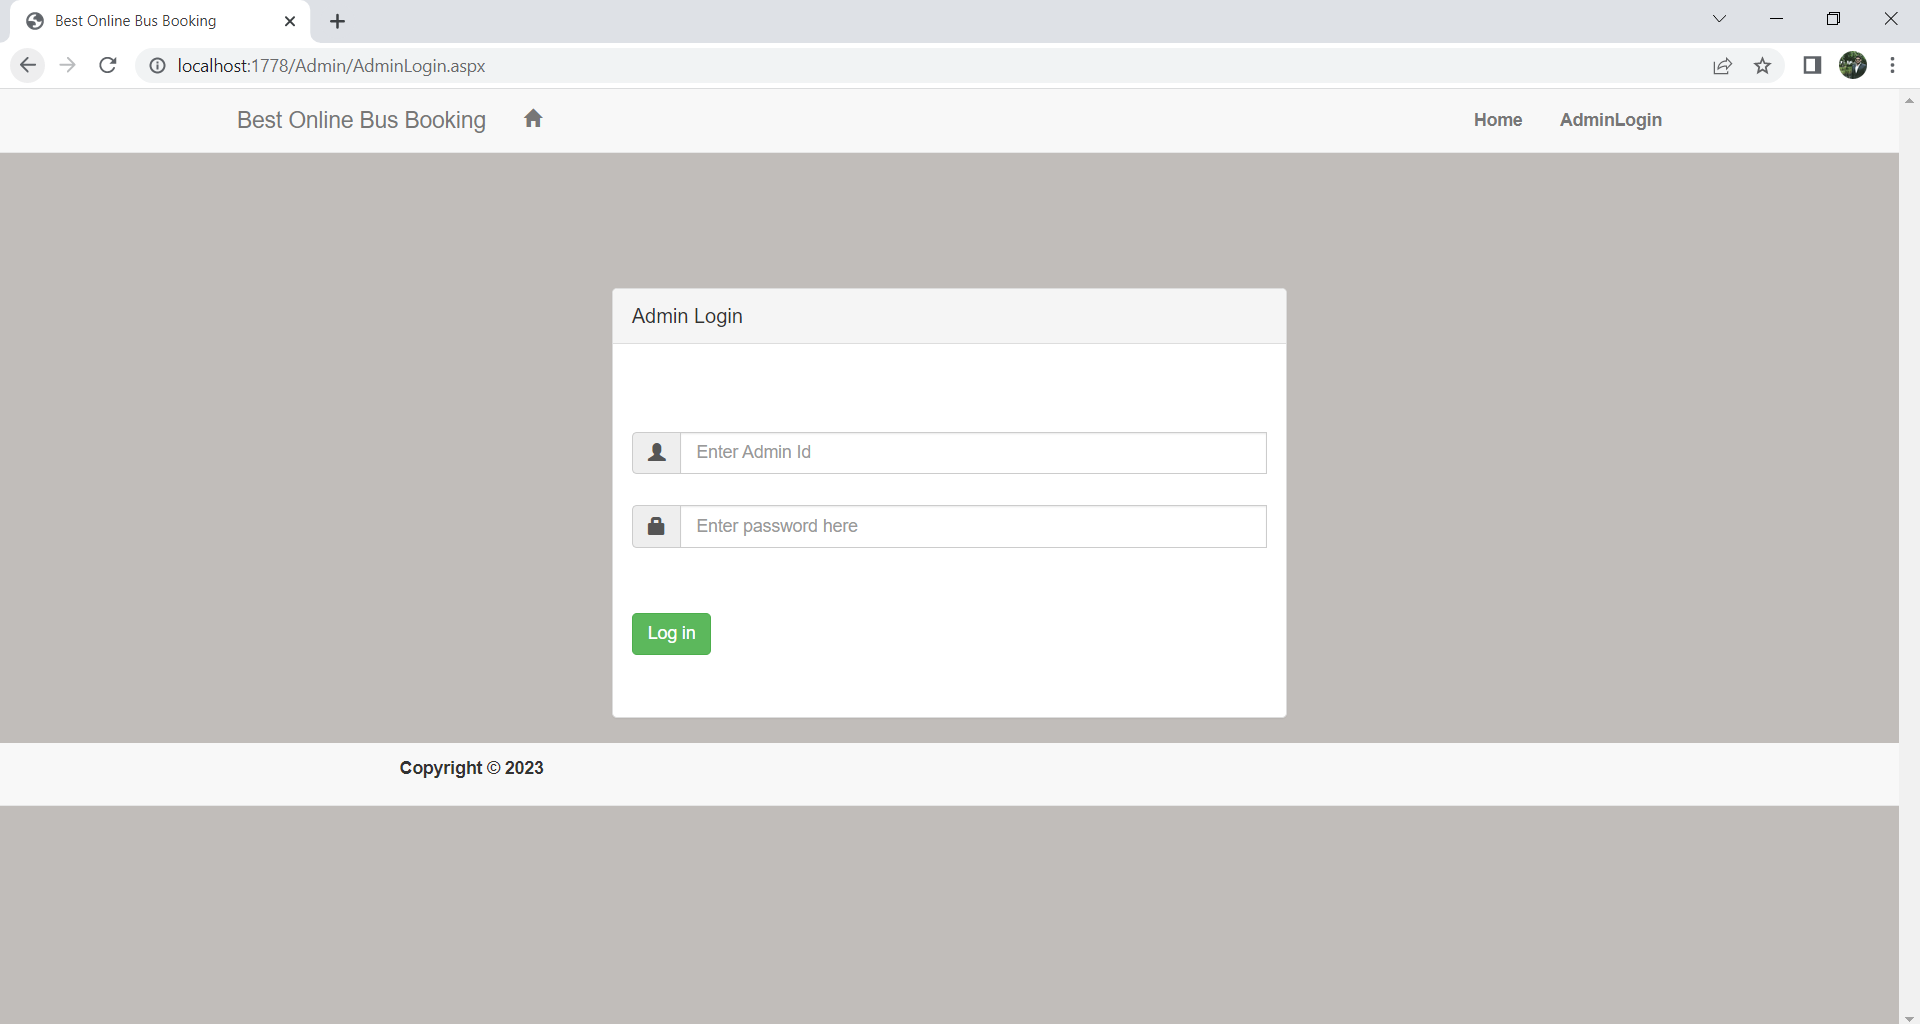 Best Online Bus Booking
localhost:1778/Admin/AdminLogin.aspx
Best Online Bus Booking Home AdminLogin
Admin Login
Enter Admin Id
Enter password here
Log in
Copyright © 2023